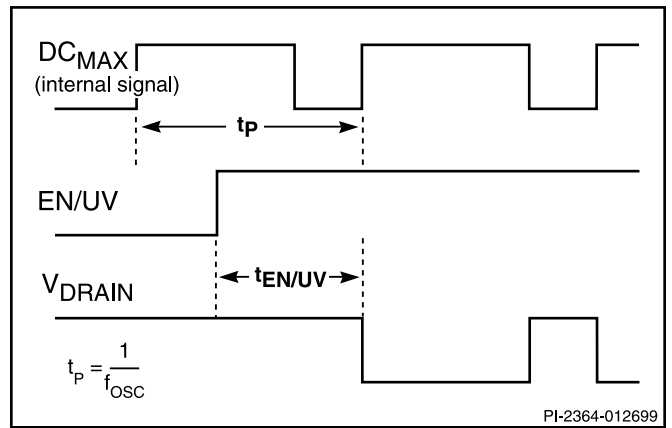 DCMAX
(internal signal)
tP
EN/UV
tEN/UV
VDRAIN
tP = 1/fOSC
PI-2364-012699